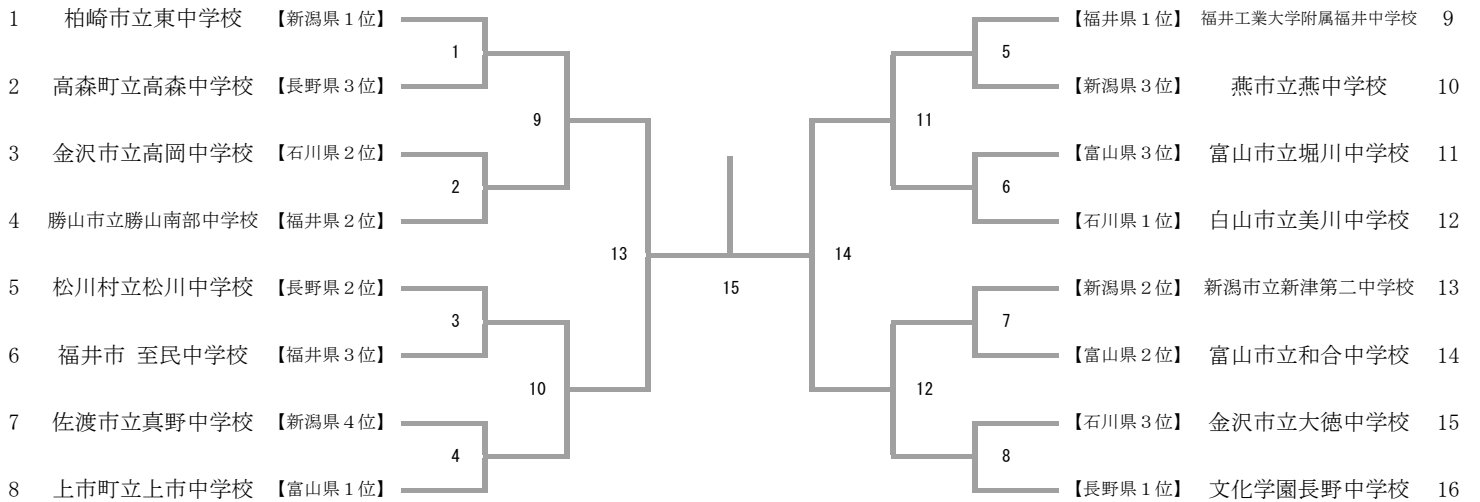 1 柏崎市立東中学校 【新潟県１位】
2 高森町立高森中学校 【長野県３位】
3 金沢市立高岡中学校 【石川県２位】
4 勝山市立勝山南部中学校 【福井県２位】
5 松川村立松川中学校 【長野県２位】
6 福井市 至民中学校 【福井県３位】
7 佐渡市立真野中学校 【新潟県４位】
8 上市町立上市中学校 【富山県１位】
1
2
3
4
9
10
13
15
14
11
12
5
6
7
8
【福井県１位】 福井工業大学附属福井中学校 9
【新潟県３位】 燕市立燕中学校 10
【富山県３位】 富山市立堀川中学校 11
【石川県１位】 白山市立美川中学校 12
【新潟県２位】 新潟市立新津第二中学校 13
【富山県２位】 富山市立和合中学校 14
【石川県３位】 金沢市立大徳中学校 15
【長野県１位】 文化学園長野中学校 16